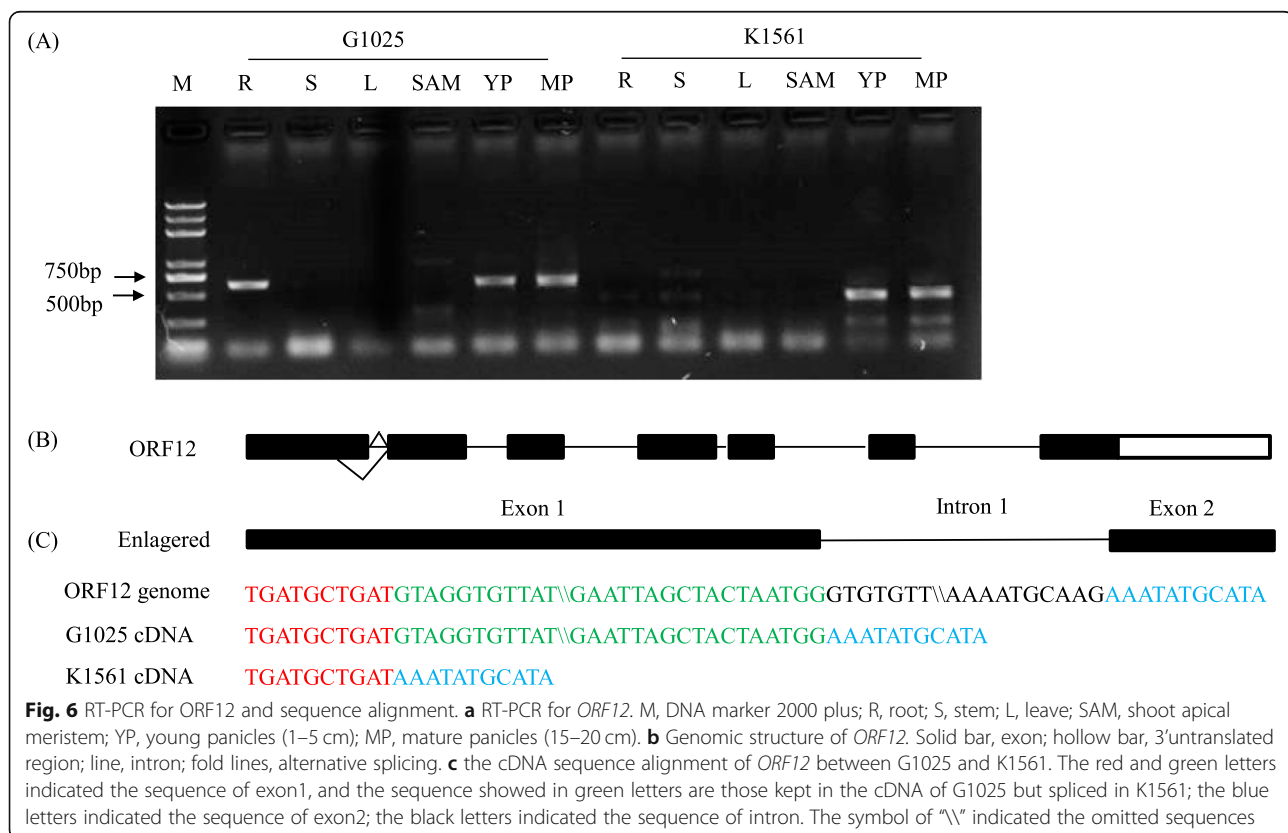 (A)
G1025 K1561
M R S L SAM YP MP R S L SAM YP MP
750bp
500bp
(B) ORF12
Exon 1 Intron 1 Exon 2
(C) Enlagered
ORF12 genome TGATGCTGATGTAGGTGTTAT\\GAATTAGCTACTAATGGGTGTGTT\\AAAATGCAAGAAATATGCATA
G1025 cDNA TGATGCTGATGTAGGTGTTAT\\GAATTAGCTACTAATGGAAATATGCATA
K1561 cDNA TGATGCTGATAAATATGCATA
Fig. 6 RT-PCR for ORF12 and sequence alignment. a RT-PCR for ORF12. M, DNA marker 2000 plus; R, root; S, stem; L, leave; SAM, shoot apical
meristem; YP, young panicles (1–5 cm); MP, mature panicles (15–20 cm). b Genomic structure of ORF12. Solid bar, exon; hollow bar, 3'untranslated
region; line, intron; fold lines, alternative splicing. c the cDNA sequence alignment of ORF12 between G1025 and K1561. The red and green letters
indicated the sequence of exon1, and the sequence showed in green letters are those kept in the cDNA of G1025 but spliced in K1561; the blue
letters indicated the sequence of exon2; the black letters indicated the sequence of intron. The symbol of "\\" indicated the omitted sequences